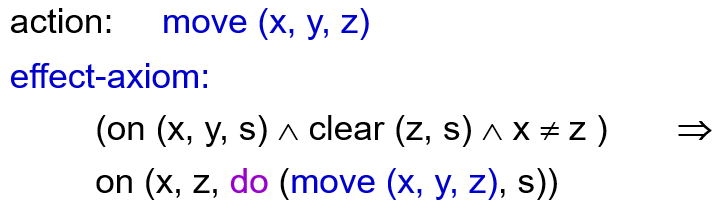 action: move (x, y, z)
effect-axiom:
(on (x, y, s) ∧ clear (z, s) ∧ x ≠ z ) ⇒
on (x, z, do (move (x, y, z), s))